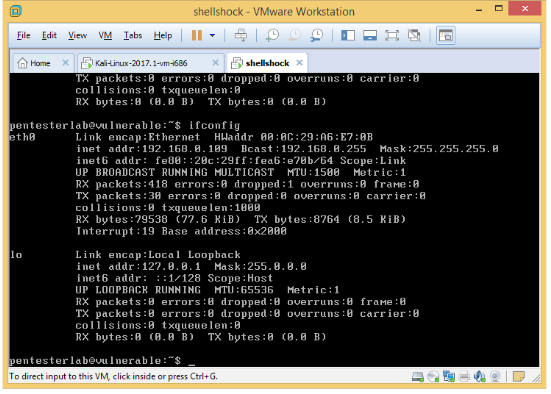 shellshock - VMware Workstation
File Edit View VM Tabs Help
Home Kali-Linux-2017.1-vm-i686 shellshock
TX packets:0 errors:0 dropped:0 overruns:0 carrier:0
collisions:0 txqueuelen:0
RX bytes:0 (0.0 B) TX bytes:0 (0.0 B)
pentesterlab@vulnerable:~$ ifconfig
eth0 Link encap:Ethernet HWaddr 00:0C:29:A6:E7:0B
inet addr:192.168.0.109 Bcast:192.168.0.255 Mask:255.255.255.0
inet6 addr: fe80::20c:29ff:fea6:e70b/64 Scope:Link
UP BROADCAST RUNNING MULTICAST MTU:1500 Metric:1
RX packets:418 errors:0 dropped:1 overruns:0 frame:0
TX packets:30 errors:0 dropped:0 overruns:0 carrier:0
collisions:0 txqueuelen:1000
RX bytes:79538 (77.6 KiB) TX bytes:8764 (8.5 KiB)
Interrupt:19 Base address:0x2000
lo Link encap:Local Loopback
inet addr:127.0.0.1 Mask:255.0.0.0
inet6 addr: ::1/128 Scope:Host
UP LOOPBACK RUNNING MTU:65536 Metric:1
RX packets:0 errors:0 dropped:0 overruns:0 frame:0
TX packets:0 errors:0 dropped:0 overruns:0 carrier:0
collisions:0 txqueuelen:0
RX bytes:0 (0.0 B) TX bytes:0 (0.0 B)
pentesterlab@vulnerable:~$ _
To direct input to this VM, click inside or press Ctrl+G.